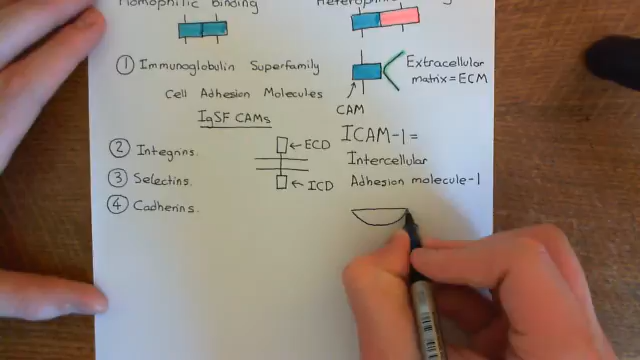 Homophilic binding
① Immunoglobulin Superfamily
Cell Adhesion Molecules
IgSF CAMs
② Integrins.
③ Selectins.
④ Cadherins.
ECD
ICD
Extracellular
matrix = ECM
CAM
ICAM-1 =
Intercellular
Adhesion molecule-1